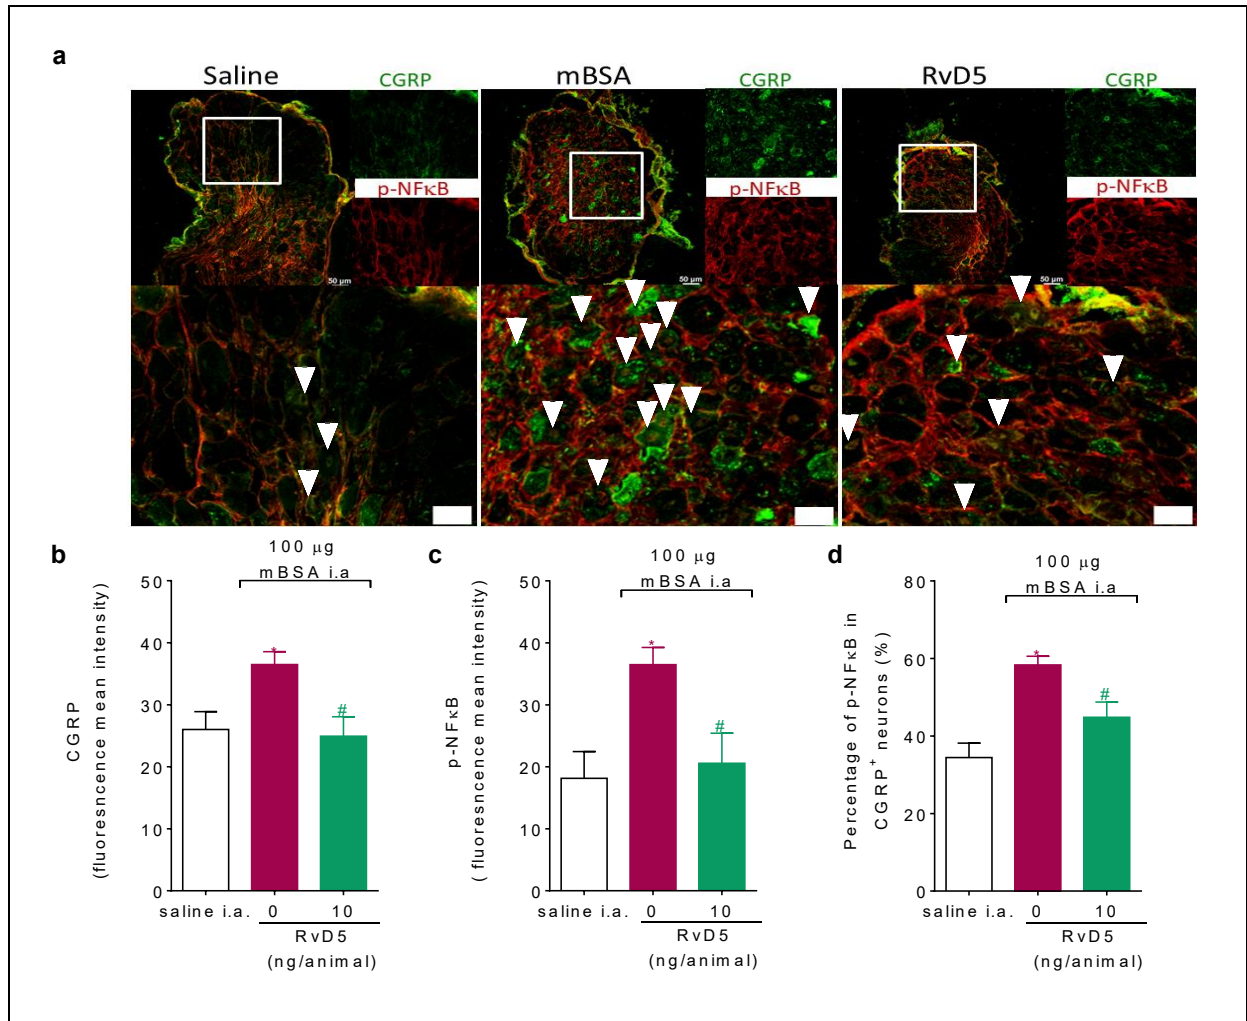 a
Saline
CGRP
mBSA
CGRP
RvD5
CGRP
p-NFκB
p-NFκB
p-NFκB
50 μm
50 μm
50 μm
b
100 μg
mBSA i.a
CGRP
(fluoresncence mean intensity)
50
40
30
20
10
0
*
#
saline i.a.
0
10
RvD5
(ng/animal)
c
100 μg
mBSA i.a
p-NFκB
( fluoresncence mean intensity)
50
40
30
20
10
0
*
#
saline i.a.
0
10
RvD5
(ng/animal)
d
100 μg
mBSA i.a
Percentage of p-NFκB in
CGRP+ neurons (%)
80
60
40
20
0
*
#
saline i.a.
0
10
RvD5
(ng/animal)